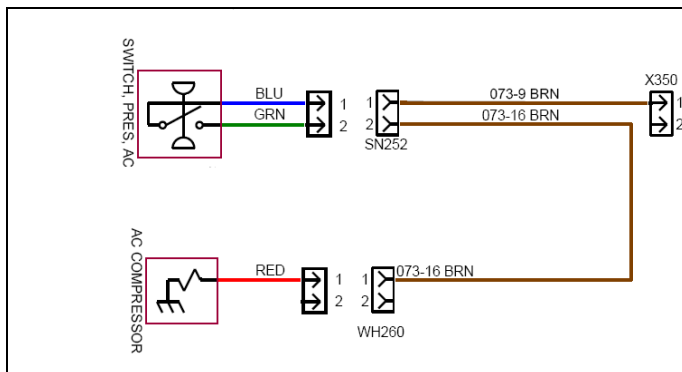 SWITCH, PRES, AC
BLU
GRN
1
2
1
2
SN252
073-9 BRN
073-16 BRN
X350
1
2
AC COMPRESSOR
RED
1
2
1
2
WH260
073-16 BRN